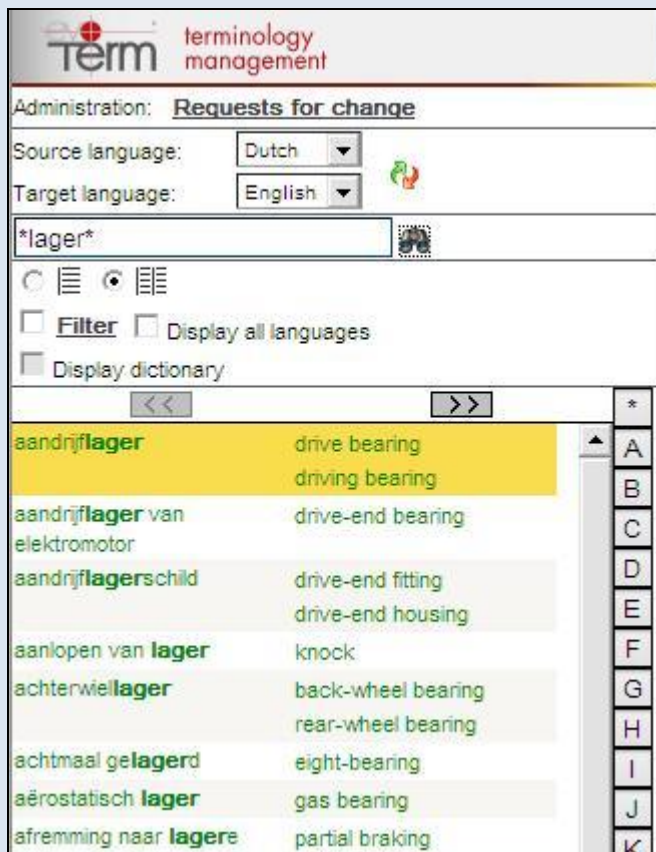 evo
Term terminology
management
Administration: Requests for change
Source language: Dutch
Target language: English
*lager*
Filter Display all languages
Display dictionary
<< >> *
aandrijflager drive bearing
driving bearing
aandrijflager van drive-end bearing
elektromotor
aandrijflagerschild drive-end fitting
drive-end housing
aanlopen van lager knock
achterwiellager back-wheel bearing
rear-wheel bearing
achtmaal gelagerd eight-bearing
aërostatisch lager gas bearing
afremming naar lagere partial braking
A
B
C
D
E
F
G
H
I
J
K